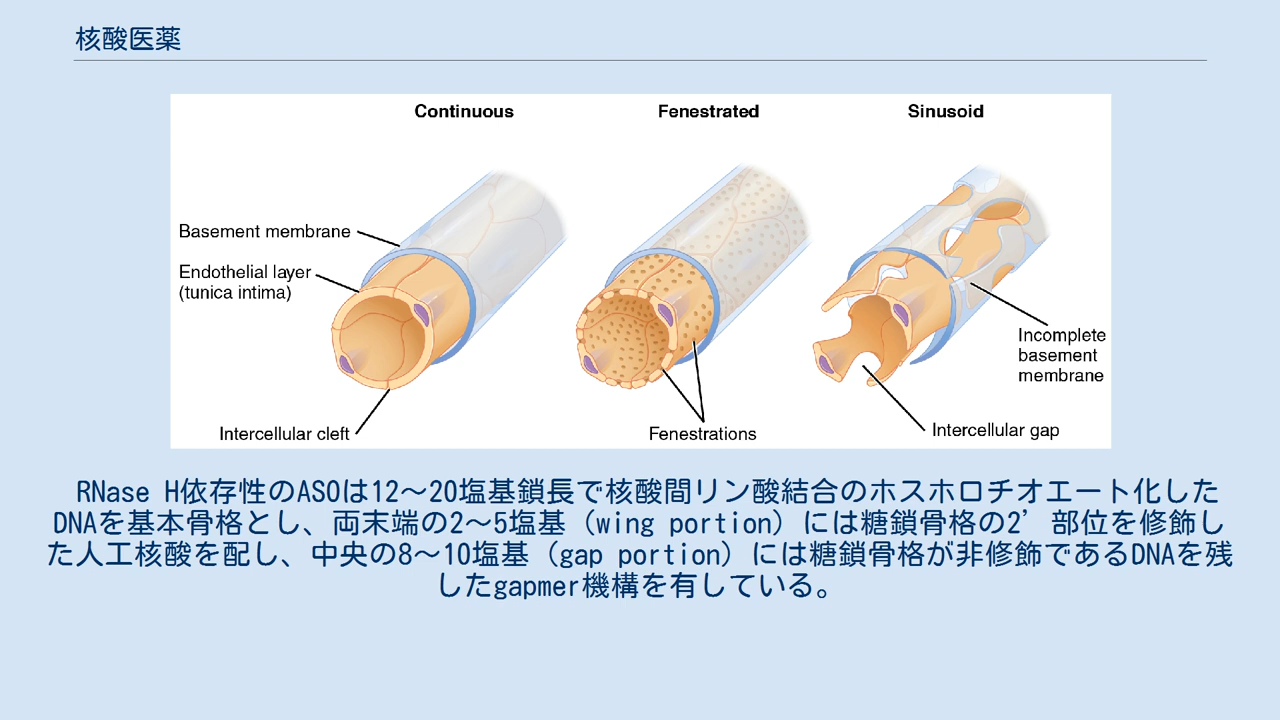 核酸医薬
Continuous
Fenestrated
Sinusoid
Basement membrane
Endothelial layer
(tunica intima)
Incomplete
basement
membrane
Intercellular cleft
Fenestrations
Intercellular gap
RNase H依存性のASOは12～20塩基鎖長で核酸間リン酸結合のホスホロチオエート化した
DNAを基本骨格とし、両末端の2～5塩基（wing portion）には糖鎖骨格の2’部位を修飾し
た人工核酸を配し、中央の8～10塩基（gap portion）には糖鎖骨格が非修飾であるDNAを残
したgapmer機構を有している。